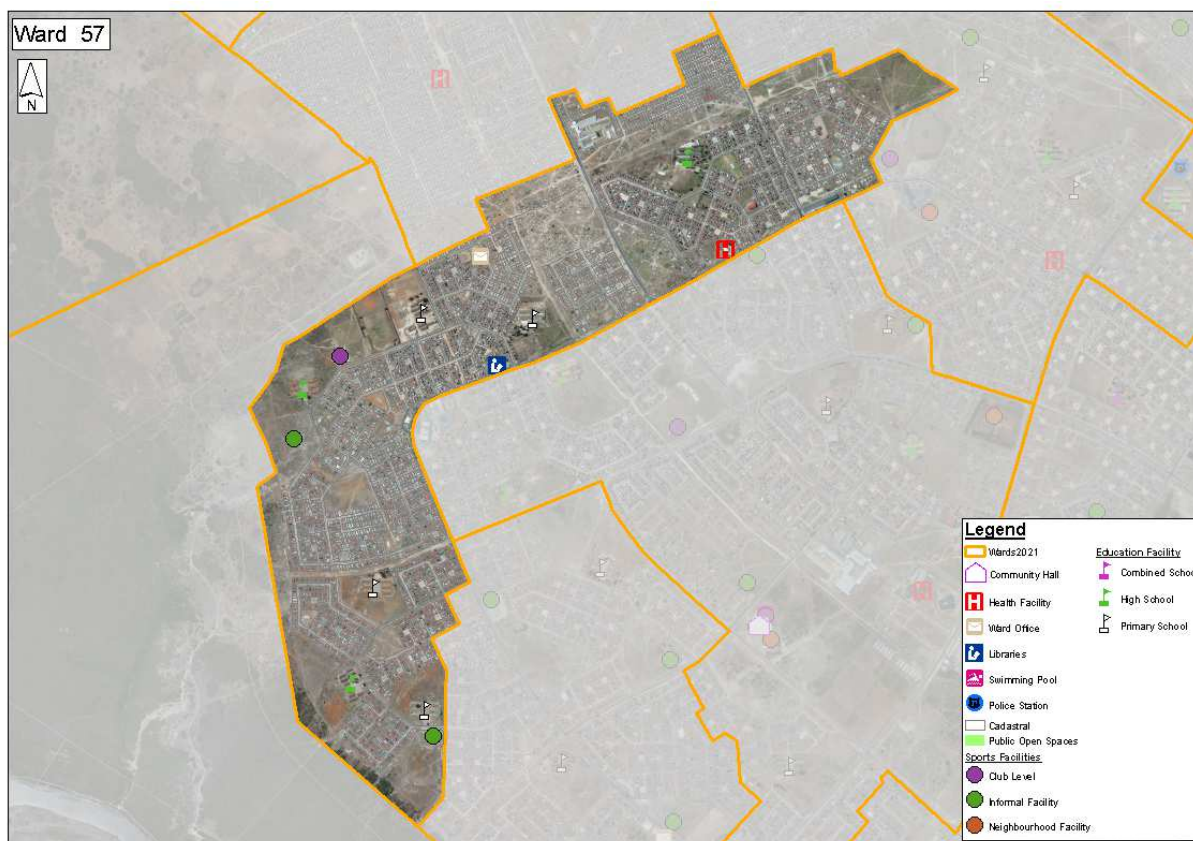 Ward 57
N
H
H
H
H
H
Legend
Wards2021
Community Hall
H Health Facility
Ward Office
Libraries
Swimming Pool
Police Station
Cadastral
Public Open Spaces
Sports Facilities
Club Level
Informal Facility
Neighbourhood Facility
Education Facility
Combined School
High School
Primary School